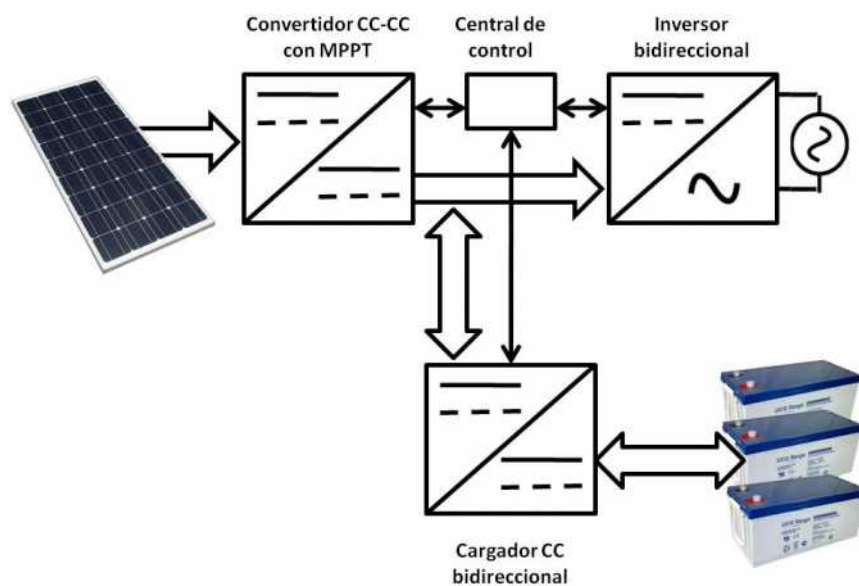 Convertidor CC-CC
con MPPT
Central de
control
Inversor
bidireccional
Cargador CC
bidireccional